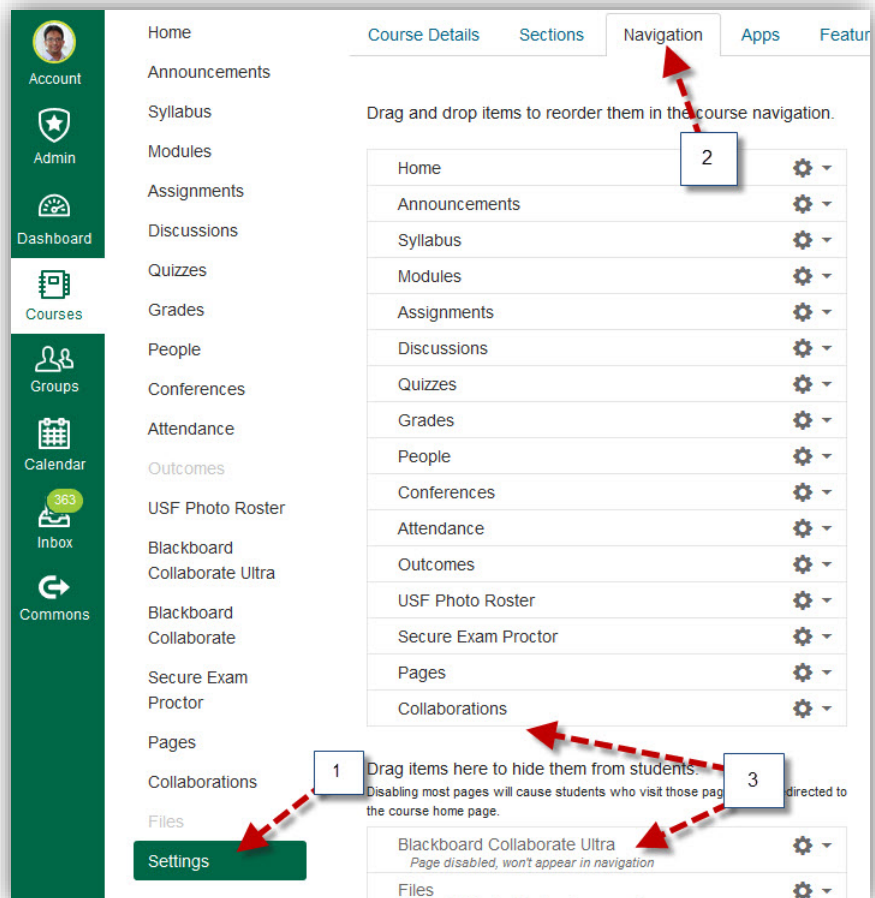 Account
Admin
Dashboard
Courses
Groups
Calendar
363
Inbox
Commons
Home
Announcements
Syllabus
Modules
Assignments
Discussions
Quizzes
Grades
People
Conferences
Attendance
Outcomes
USF Photo Roster
Blackboard
Collaborate Ultra
Blackboard
Collaborate
Secure Exam
Proctor
Pages
Collaborations
Files
Settings
1
Course Details Sections Navigation Apps Featur
2
Drag and drop items to reorder them in the course navigation.
Home
Announcements
Syllabus
Modules
Assignments
Discussions
Quizzes
Grades
People
Conferences
Attendance
Outcomes
USF Photo Roster
Secure Exam Proctor
Pages
Collaborations
3
Drag items here to hide them from students.
Disabling most pages will cause students who visit those pag edirected to
the course home page.
Blackboard Collaborate Ultra
Page disabled, won't appear in navigation
Files